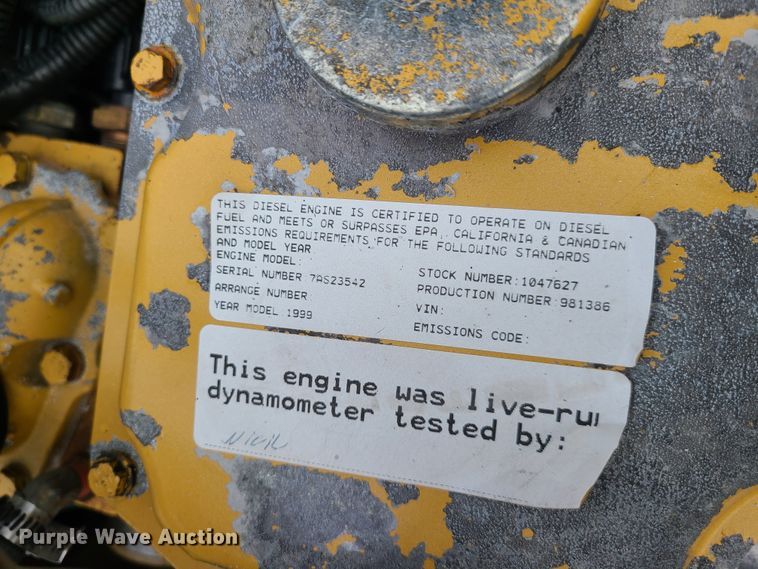 THIS DIESEL ENGINE IS CERTIFIED TO OPERATE ON DIESEL
FUEL AND MEETS OR SURPASSES EPA, CALIFORNIA & CANADIAN
EMISSIONS REQUIREMENTS FOR THE FOLLOWING STANDARDS
AND MODEL YEAR
ENGINE MODEL:
SERIAL NUMBER 7AS23542
ARRANGE NUMBER
YEAR MODEL 1999
STOCK NUMBER: 1047627
PRODUCTION NUMBER: 981386
VIN:
EMISSIONS CODE:
This engine was live-run
dynamometer tested by:
Purple Wave Auction